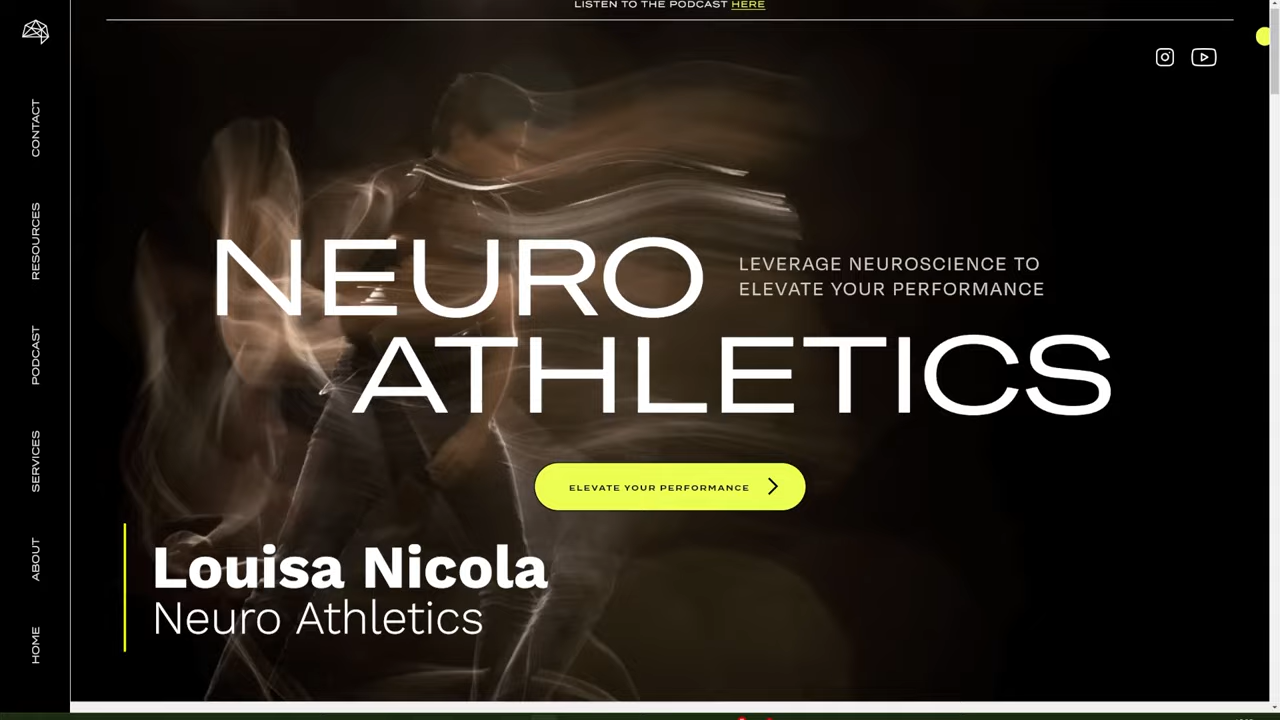 LISTEN TO THE PODCAST HERE
CONTACT
RESOURCES
PODCAST
SERVICES
ABOUT
HOME
NEURO
LEVERAGE NEUROSCIENCE TO
ELEVATE YOUR PERFORMANCE
ATHLETICS
ELEVATE YOUR PERFORMANCE
Louisa Nicola
Neuro Athletics